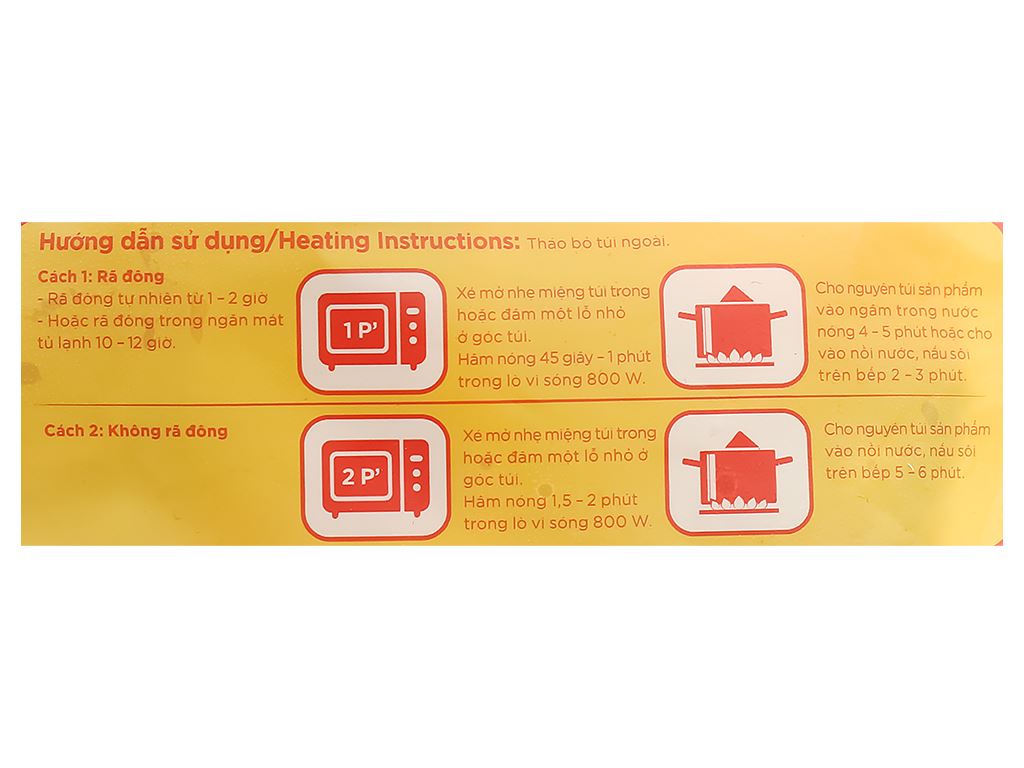 Hướng dẫn sử dụng/Heating Instructions: Tháo bỏ túi ngoài.
Cách 1: Rã đông
- Rã đông tự nhiên từ 1 - 2 giờ
- Hoặc rã đông trong ngăn mát
tủ lạnh 10 - 12 giờ.
1 P'
Xé mở nhẹ miệng túi trong
hoặc đâm một lỗ nhỏ
ở góc túi.
Hâm nóng 45 giây - 1 phút
trong lò vi sóng 800 W.
Cho nguyên túi sản phẩm
vào ngâm trong nước
nóng 4 - 5 phút hoặc cho
vào nồi nước, nấu sôi
trên bếp 2 - 3 phút.
Cách 2: Không rã đông
2 P'
Xé mở nhẹ miệng túi trong
hoặc đâm một lỗ nhỏ ở
góc túi.
Hâm nóng 1,5 - 2 phút
trong lò vi sóng 800 W.
Cho nguyên túi sản phẩm
vào nồi nước, nấu sôi
trên bếp 5 - 6 phút.